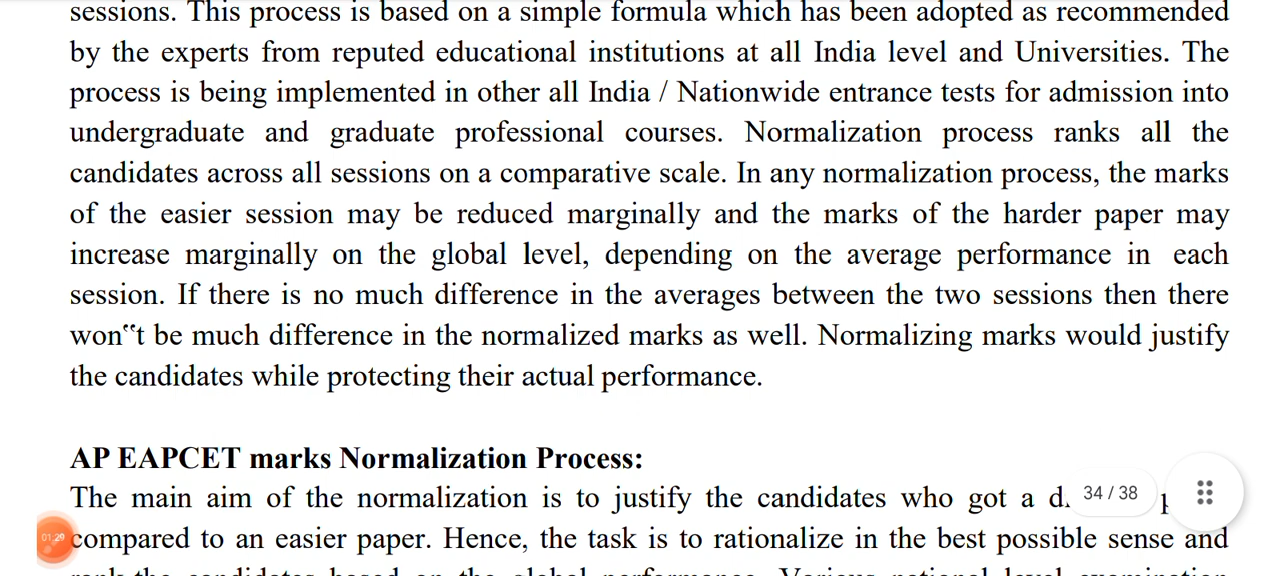 sessions. This process is based on a simple formula which has been adopted as recommended
by the experts from reputed educational institutions at all India level and Universities. The
process is being implemented in other all India / Nationwide entrance tests for admission into
undergraduate and graduate professional courses. Normalization process ranks all the
candidates across all sessions on a comparative scale. In any normalization process, the marks
of the easier session may be reduced marginally and the marks of the harder paper may
increase marginally on the global level, depending on the average performance in each
session. If there is no much difference in the averages between the two sessions then there
won‟t be much difference in the normalized marks as well. Normalizing marks would justify
the candidates while protecting their actual performance.
AP EAPCET marks Normalization Process:
The main aim of the normalization is to justify the candidates who got a
34 / 38
01:29
compared to an easier paper. Hence, the task is to rationalize in the best possible sense and